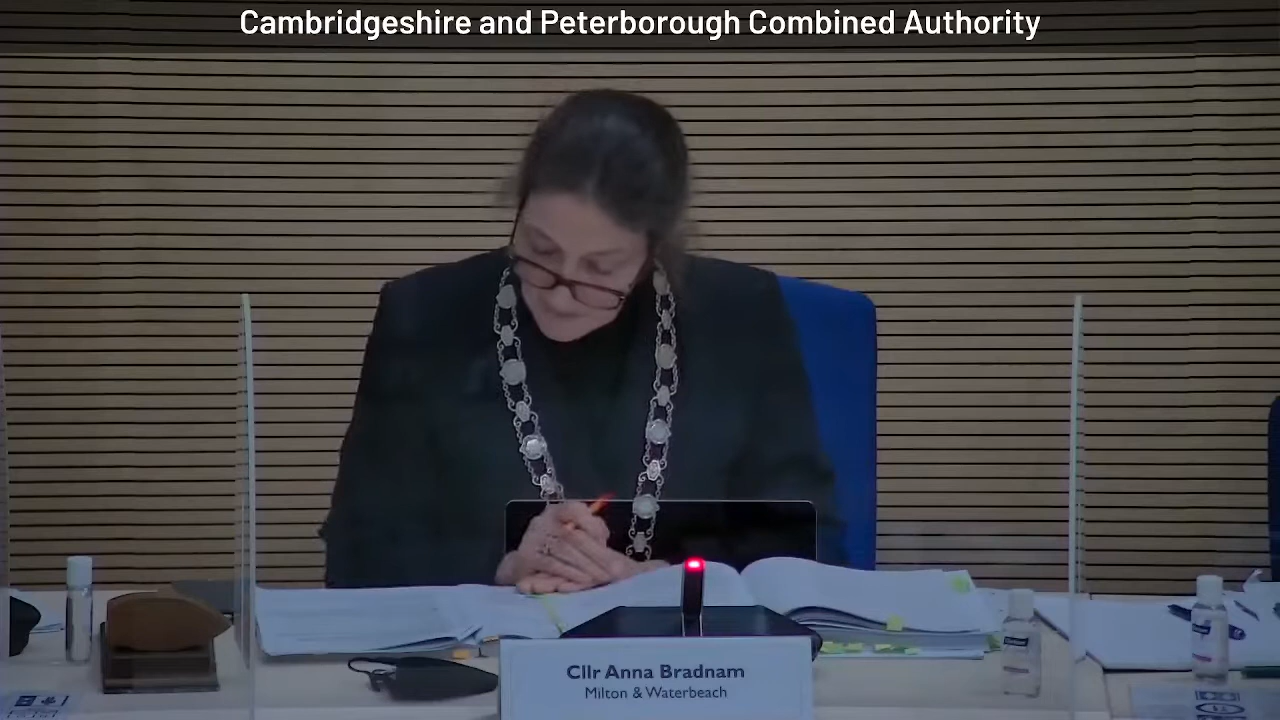 Cambridgeshire and Peterborough Combined Authority
Cllr Anna Bradnam
Milton & Waterbeach